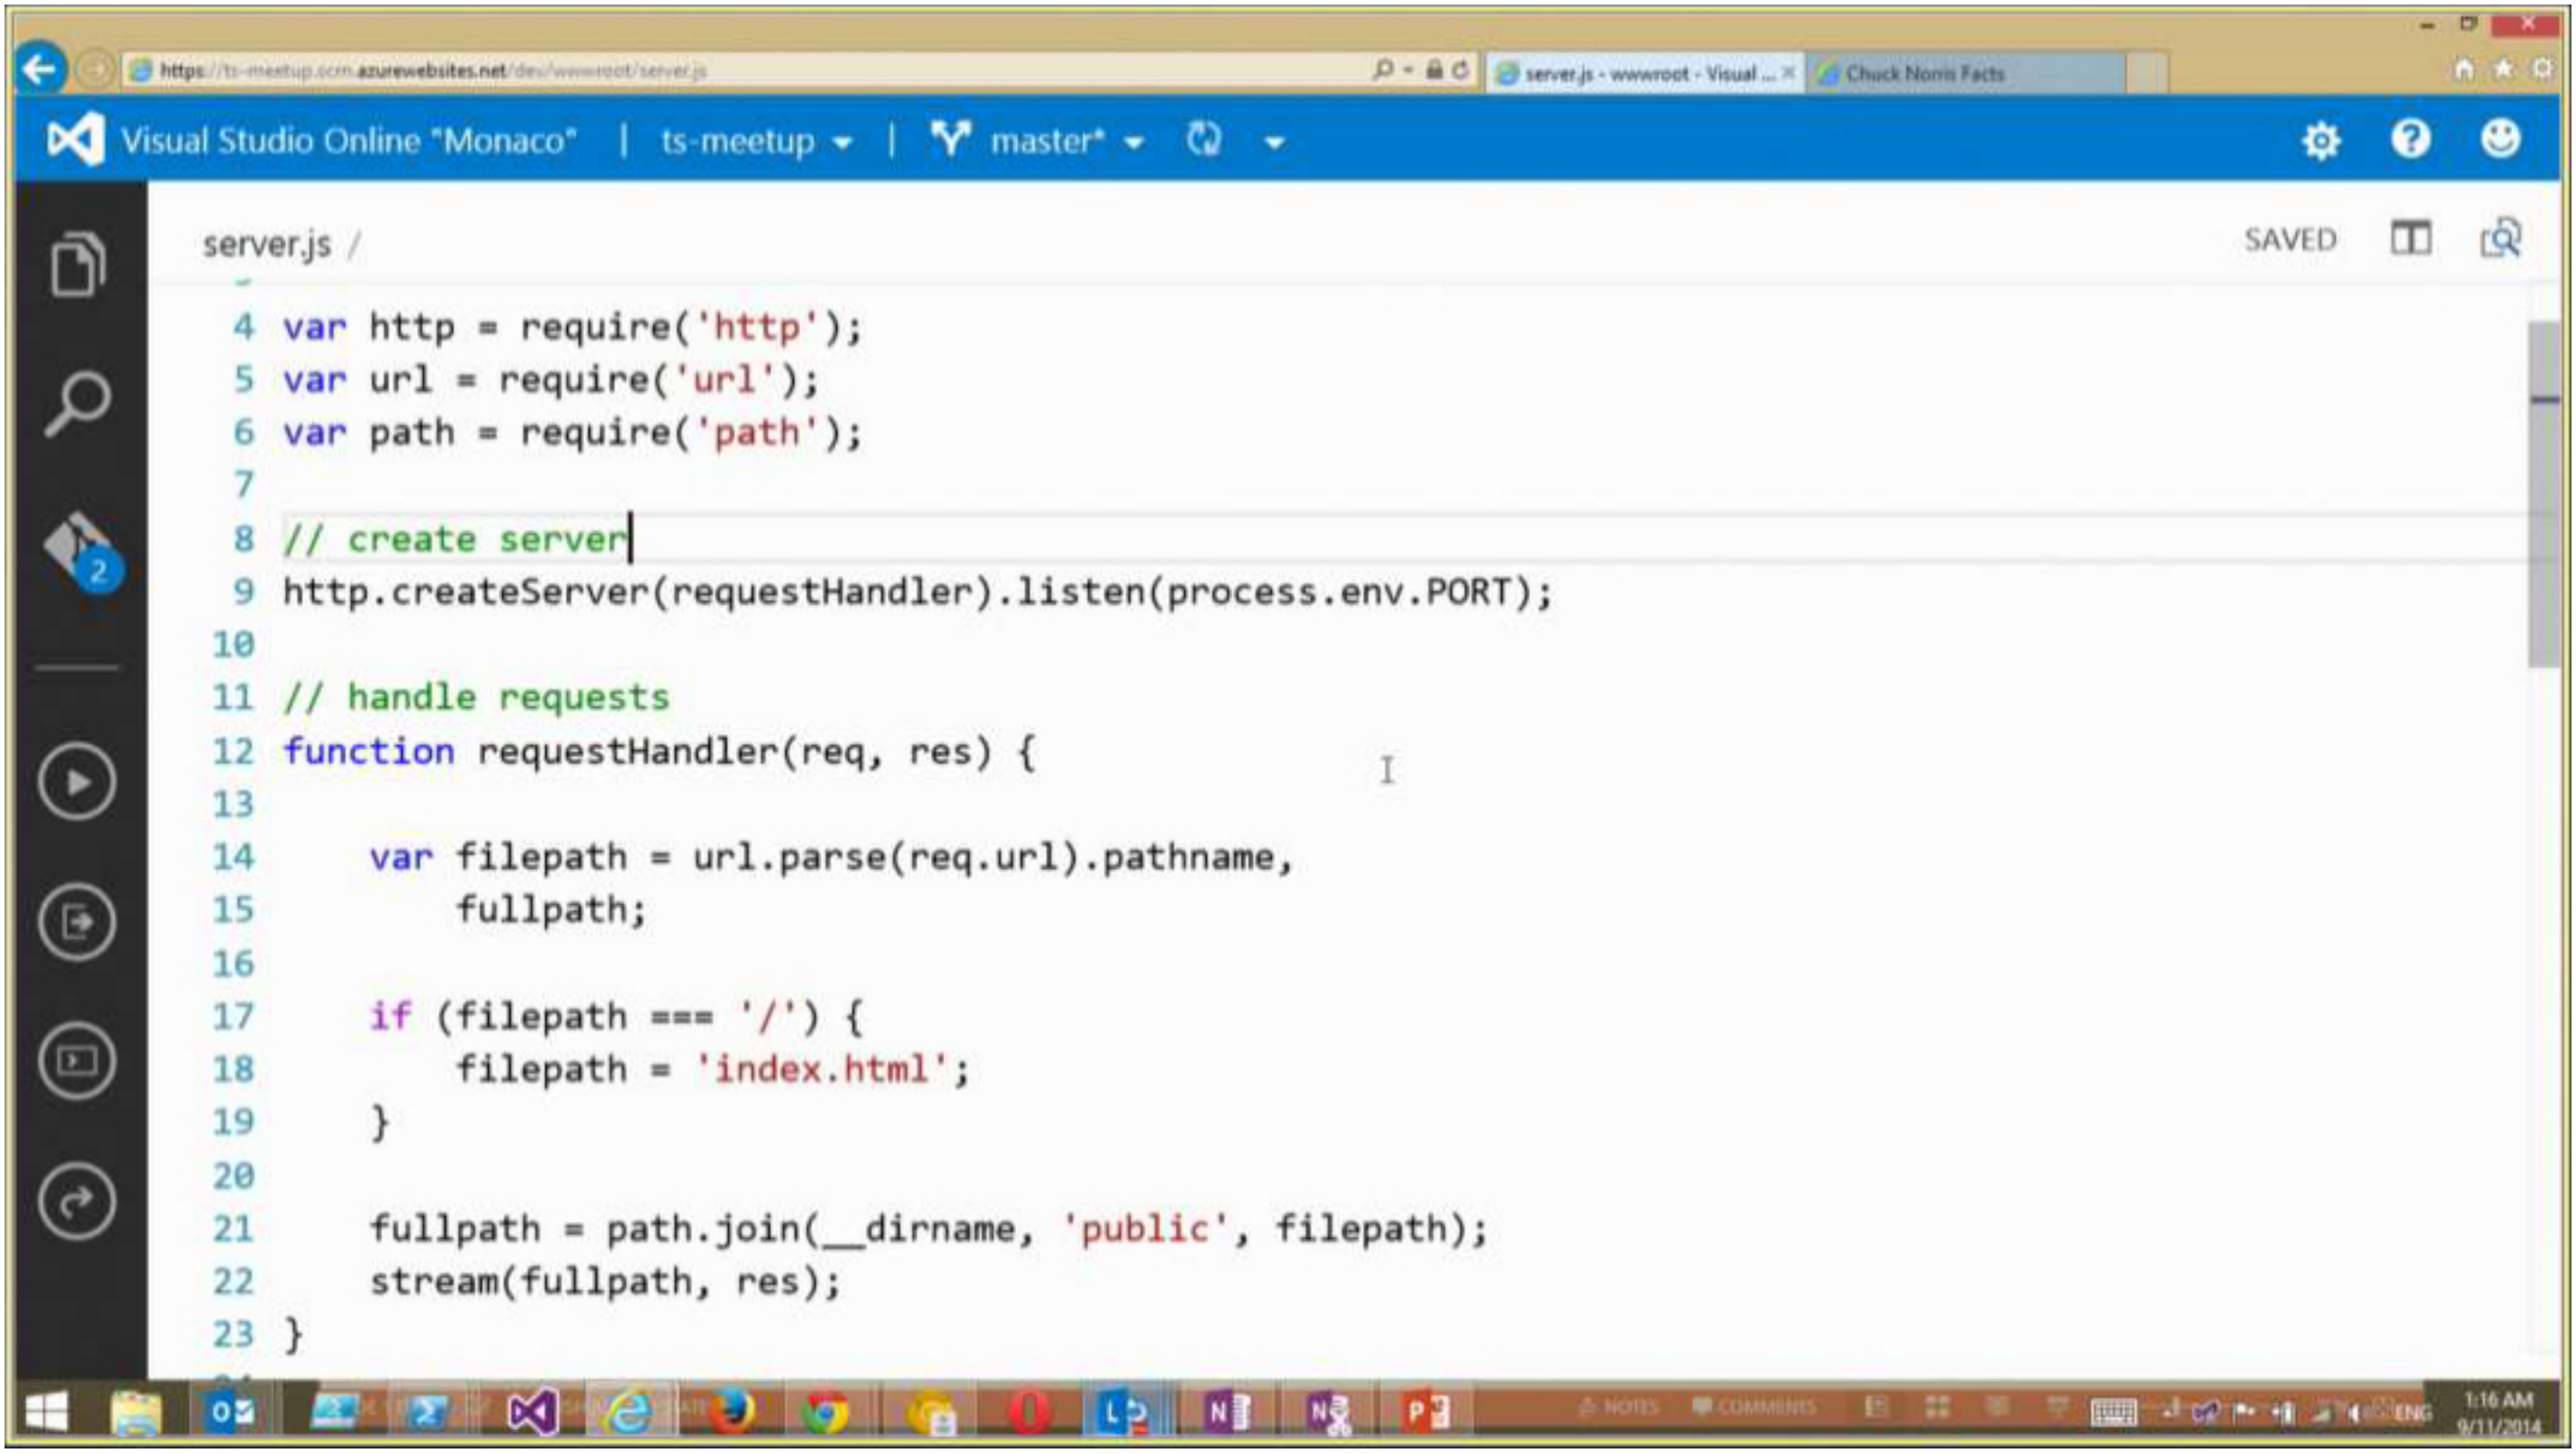 https://ts-meetup.scm.azurewebsites.net/dev/wwwroot/server.js
server.js - wwwroot - Visual ...
Chuck Norris Facts
Visual Studio Online "Monaco" | ts-meetup | master*
server.js /
SAVED
4 var http = require('http');
5 var url = require('url');
6 var path = require('path');
7
8 // create server
9 http.createServer(requestHandler).listen(process.env.PORT);
10
11 // handle requests
12 function requestHandler(req, res) {
13
14     var filepath = url.parse(req.url).pathname,
15         fullpath;
16
17     if (filepath === '/') {
18         filepath = 'index.html';
19     }
20
21     fullpath = path.join(__dirname, 'public', filepath);
22     stream(fullpath, res);
23 }
2
NOTES
COMMENTS
ENG
1:16 AM
9/11/2014